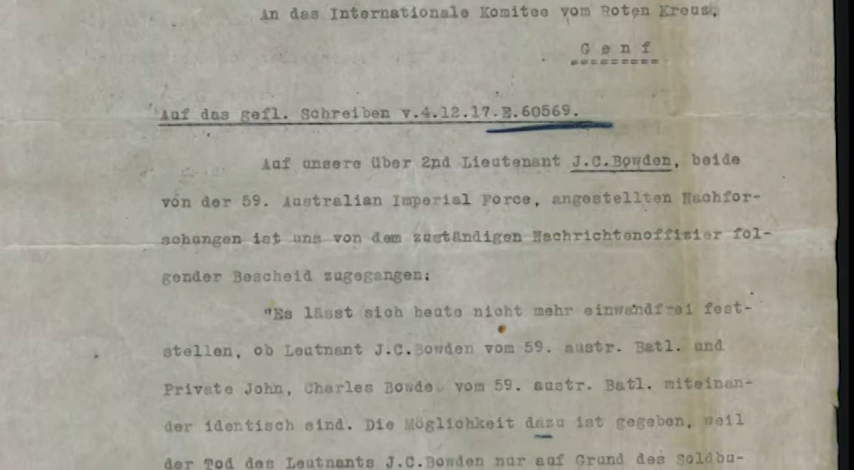 An das Internationale Komitee vom Roten Kreuz,
Genf
Auf das gefl. Schreiben v.4.12.17.E.60569.
Auf unsere über 2nd Lieutenant J.C.Bowden, beide
von der 59. Australian Imperial Force, angestellten Nachfor-
schungen ist uns von dem zuständigen Nachrichtenoffizier fol-
gender Bescheid zugegangen:
"Es lässt sich heute nicht mehr einwandfrei fest-
stellen, ob Leutnant J.C.Bowden vom 59. austr. Batl. und
Private John, Charles Bowde vom 59. austr. Batl. miteinan-
der identisch sind. Die Möglichkeit dazu ist gegeben, weil
der Tod des Leutnants J.C.Bowden nur auf Grund des Soldbu-